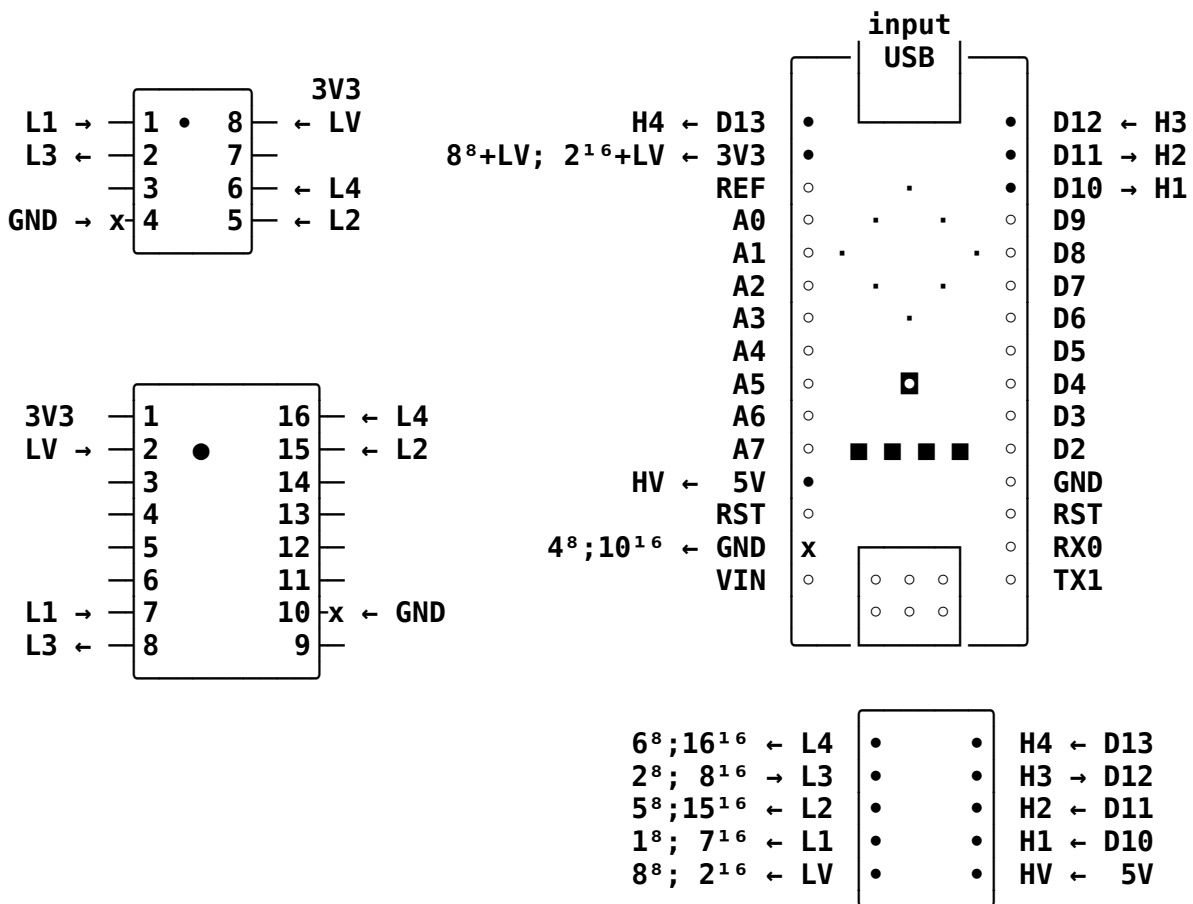 input
USB
3V3
L1 → 1 • 8 ← LV H4 ← D13 • • D12 ← H3
L3 ← 2 7 8⁸+LV; 2¹⁶+LV ← 3V3 • • D11 → H2
3 6 ← L4 REF ○ • D10 → H1
GND → x 4 5 ← L2 A0 ○ ○ D9
A1 ○ ○ D8
A2 ○ ○ D7
A3 ○ ○ D6
A4 ○ ○ D5
A5 ○ ○ D4
3V3 1 16 ← L4 A6 ○ ○ D3
LV → 2 15 ← L2 A7 ○ ○ D2
3 14 HV ← 5V • ○ GND
4 13 RST ○ ○ RST
5 12 4⁸;10¹⁶ ← GND x ○ RX0
6 11 VIN ○ ○ TX1
L1 → 7 10 x ← GND
L3 ← 8 9
6⁸;16¹⁶ ← L4 • • H4 ← D13
2⁸; 8¹⁶ → L3 • • H3 → D12
5⁸;15¹⁶ ← L2 • • H2 ← D11
1⁸; 7¹⁶ ← L1 • • H1 ← D10
8⁸; 2¹⁶ ← LV • • HV ← 5V